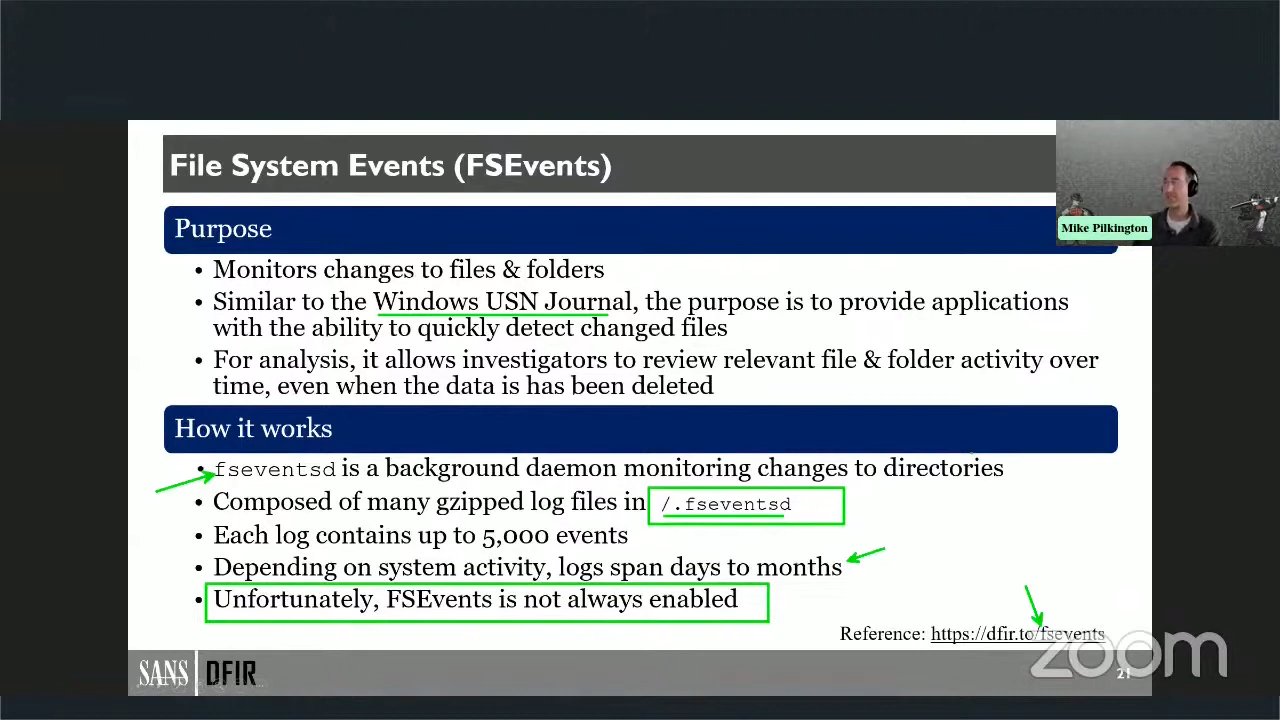 File System Events (FSEvents)
Mike Pilkington
Purpose
• Monitors changes to files & folders
• Similar to the Windows USN Journal, the purpose is to provide applications
with the ability to quickly detect changed files
• For analysis, it allows investigators to review relevant file & folder activity over
time, even when the data is has been deleted
How it works
• fseventsd is a background daemon monitoring changes to directories
• Composed of many gzipped log files in /.fseventsd
• Each log contains up to 5,000 events
• Depending on system activity, logs span days to months
• Unfortunately, FSEvents is not always enabled
Reference: https://dfir.to/fsevents
SANS DFIR
zoom
21